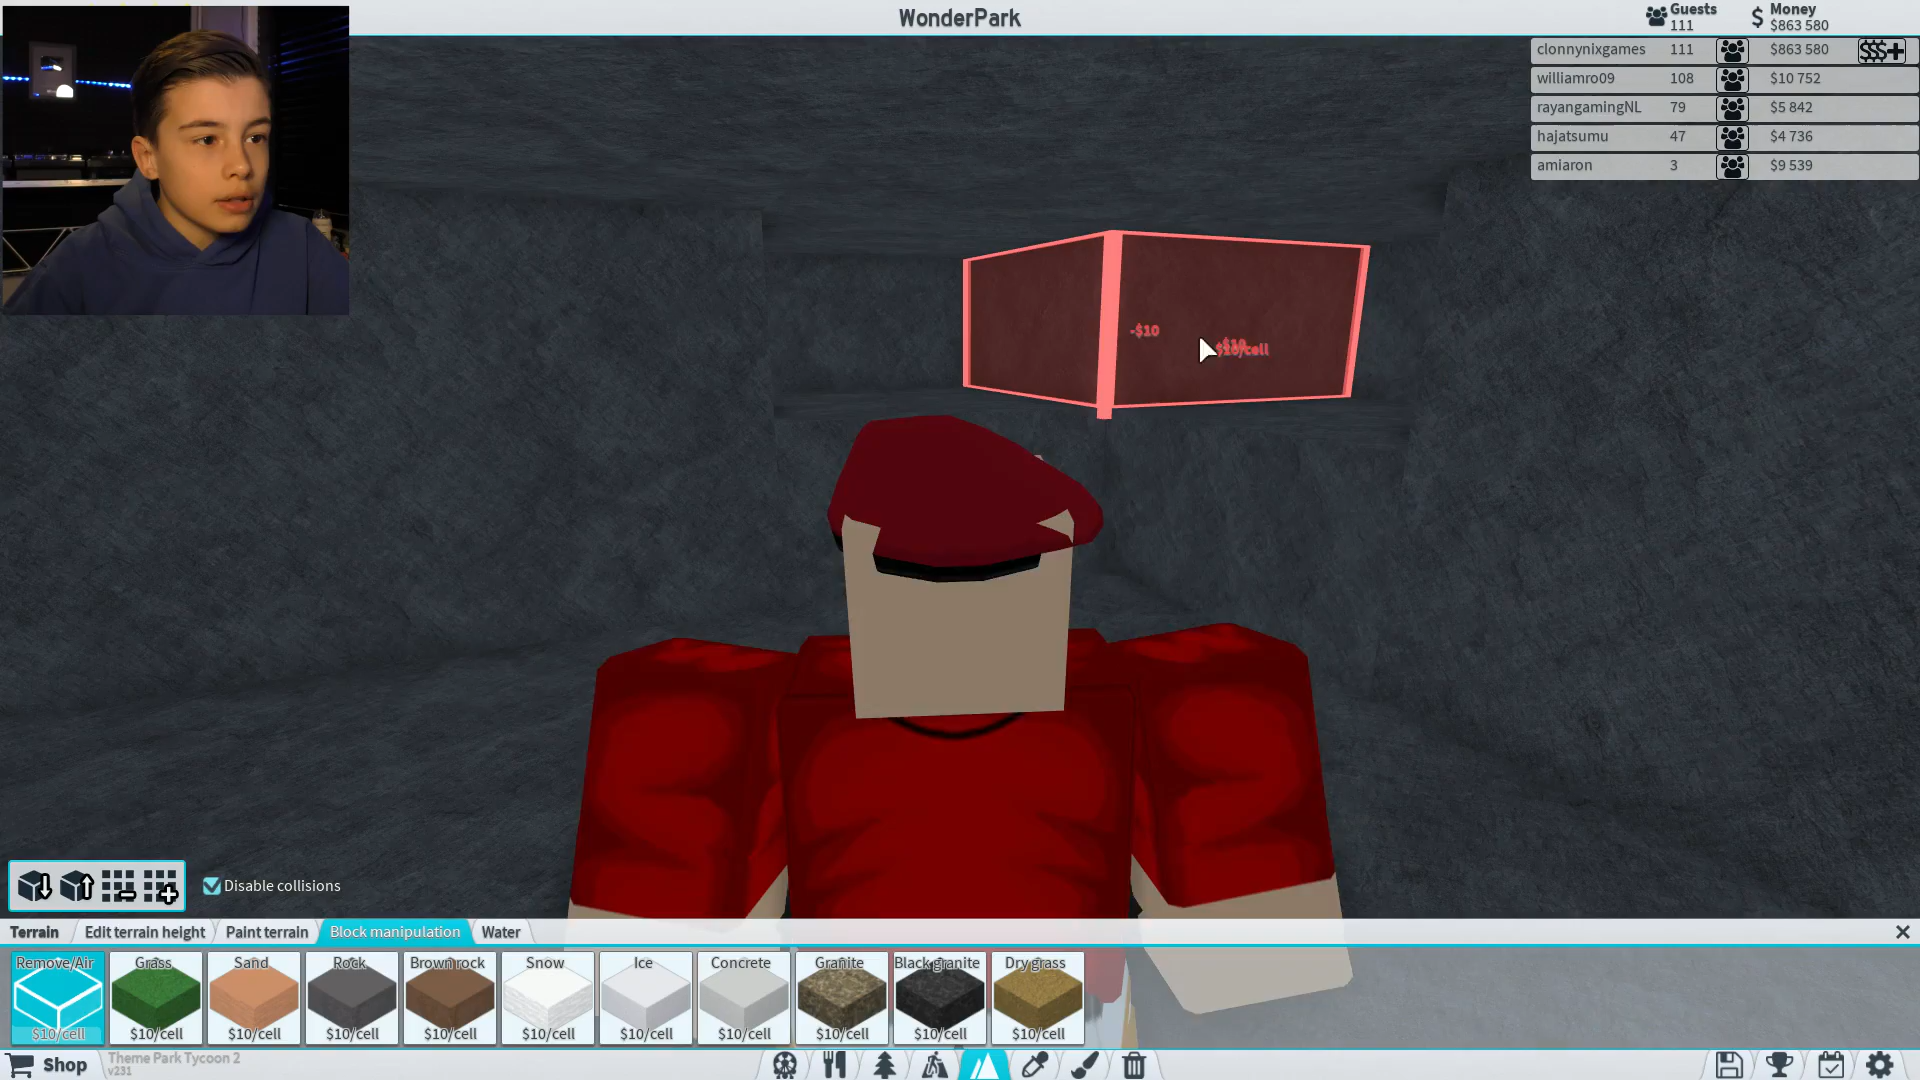 WonderPark
Guests
111
$ Money
$863 580
clonnynixgames 111 $863 580 $$$+
williamro09 108 $10 752
rayangamingNL 79 $5 842
hajatsumu 47 $4 736
amiaron 3 $9 539
-$10
$10/cell
Disable collisions
Terrain Edit terrain height Paint terrain Block manipulation Water
Remove/Air Grass Sand Rock Brown rock Snow Ice Concrete Granite Black granite Dry grass
$10/cell $10/cell $10/cell $10/cell $10/cell $10/cell $10/cell $10/cell $10/cell $10/cell $10/cell
Shop
Theme Park Tycoon 2
v231